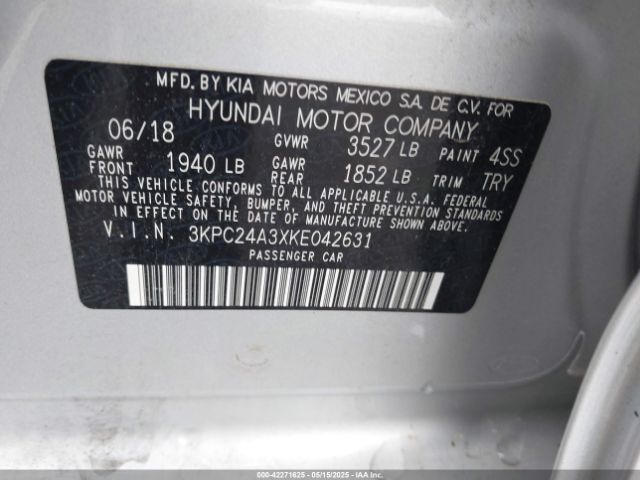 MFD. BY KIA MOTORS MEXICO S.A. DE C.V. FOR
HYUNDAI MOTOR COMPANY
06/18 GVWR 3527 LB PAINT 4SS
GAWR FRONT 1940 LB GAWR REAR 1852 LB TRIM TRY
THIS VEHICLE CONFORMS TO ALL APPLICABLE U.S.A. FEDERAL
MOTOR VEHICLE SAFETY, BUMPER, AND THEFT PREVENTION STANDARDS
IN EFFECT ON THE DATE OF MANUFACTURE SHOWN ABOVE.
V.I.N. 3KPC24A3XKE042631
PASSENGER CAR
000-42271625 - 05/15/2025 - IAAI.COM